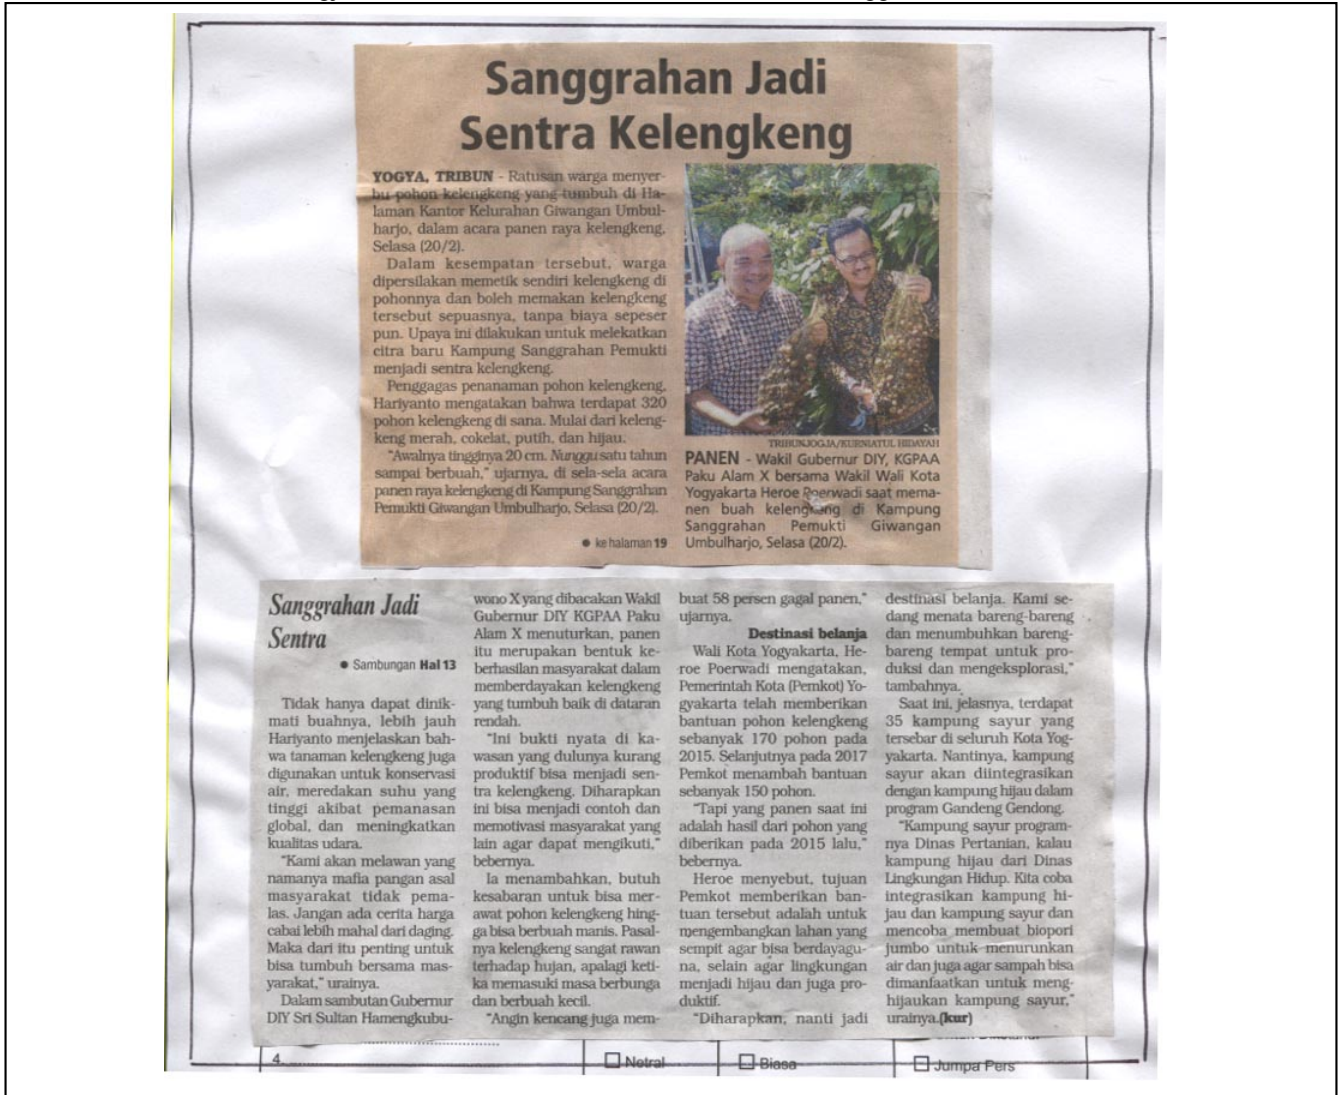 Sanggrahan Jadi
Sentra Kelengkeng
YOGYA, TRIBUN - Ratusan warga menyer-
bu pohon kelengkeng yang tumbuh di Ha-
laman Kantor Kelurahan Giwangan Umbul-
harjo, dalam acara panen raya kelengkeng,
Selasa (20/2).
Dalam kesempatan tersebut, warga
dipersilakan memetik sendiri kelengkeng di
pohonnya dan boleh memakan kelengkeng
tersebut sepuasnya, tanpa biaya sepeser
pun. Upaya ini dilakukan untuk melekatkan
citra baru Kampung Sanggrahan Pemukti
menjadi sentra kelengkeng.
Penggagas penanaman pohon kelengkeng,
Hariyanto mengatakan bahwa terdapat 320
pohon kelengkeng di sana. Mulai dari keleng-
keng merah, cokelat, putih, dan hijau.
"Awalnya tingginya 20 cm. Nunggu satu tahun
sampai berbuah," ujarnya, di sela-sela acara
panen raya kelengkeng di Kampung Sanggrahan
Pemukti Giwangan Umbulharjo, Selasa (20/2).
● ke halaman 19
TRIBUNJOGJA/KURNIATUL HIDAYAH
PANEN - Wakil Gubernur DIY, KGPAA
Paku Alam X bersama Wakil Wali Kota
Yogyakarta Heroe Poerwadi saat mema-
nen buah kelengkeng di Kampung
Sanggrahan Pemukti Giwangan
Umbulharjo, Selasa (20/2).
Sanggrahan Jadi
Sentra
● Sambungan Hal 13
Tidak hanya dapat dinik-
mati buahnya, lebih jauh
Hariyanto menjelaskan bah-
wa tanaman kelengkeng juga
digunakan untuk konservasi
air, meredakan suhu yang
tinggi akibat pemanasan
global, dan meningkatkan
kualitas udara.
"Kami akan melawan yang
namanya mafia pangan asal
masyarakat tidak pema-
las. Jangan ada cerita harga
cabai lebih mahal dari daging.
Maka dari itu penting untuk
bisa tumbuh bersama mas-
yarakat," urainya.
Dalam sambutan Gubernur
DIY Sri Sultan Hamengkubu-
wono X yang dibacakan Wakil
Gubernur DIY KGPAA Paku
Alam X menuturkan, panen
itu merupakan bentuk ke-
berhasilan masyarakat dalam
memberdayakan kelengkeng
yang tumbuh baik di dataran
rendah.
"Ini bukti nyata di ka-
wasan yang dulunya kurang
produktif bisa menjadi sen-
tra kelengkeng. Diharapkan
ini bisa menjadi contoh dan
memotivasi masyarakat yang
lain agar dapat mengikuti,"
bebernya.
Ia menambahkan, butuh
kesabaran untuk bisa mer-
awat pohon kelengkeng hing-
ga bisa berbuah manis. Pasal-
nya kelengkeng sangat rawan
terhadap hujan, apalagi keti-
ka memasuki masa berbunga
dan berbuah kecil.
"Angin kencang juga mem-
buat 58 persen gagal panen,"
ujarnya.
Destinasi belanja
Wali Kota Yogyakarta, He-
roe Poerwadi mengatakan,
Pemerintah Kota (Pemkot) Yo-
gyakarta telah memberikan
bantuan pohon kelengkeng
sebanyak 170 pohon pada
2015. Selanjutnya pada 2017
Pemkot menambah bantuan
sebanyak 150 pohon.
"Tapi yang panen saat ini
adalah hasil dari pohon yang
diberikan pada 2015 lalu,"
bebernya.
Heroe menyebut, tujuan
Pemkot memberikan ban-
tuan tersebut adalah untuk
mengembangkan lahan yang
sempit agar bisa berdayagu-
na, selain agar lingkungan
menjadi hijau dan juga pro-
duktif.
"Diharapkan, nanti jadi
destinasi belanja. Kami se-
dang menata bareng-bareng
dan menumbuhkan bareng-
bareng tempat untuk pro-
duksi dan mengeksplorasi,"
tambahnya.
Saat ini, jelasnya, terdapat
35 kampung sayur yang
tersebar di seluruh Kota Yog-
yakarta. Nantinya, kampung
sayur akan diintegrasikan
dengan kampung hijau dalam
program Gandeng Gendong.
"Kampung sayur program-
nya Dinas Pertanian, kalau
kampung hijau dari Dinas
Lingkungan Hidup. Kita coba
integrasikan kampung hi-
jau dan kampung sayur dan
mencoba membuat biopori
jumbo untuk menurunkan
air dan juga agar sampah bisa
dimanfaatkan untuk meng-
hijaukan kampung sayur,"
urainya.(kur)
4. ☐ Netral ☐ Biasa ☐ Jumpa Pers